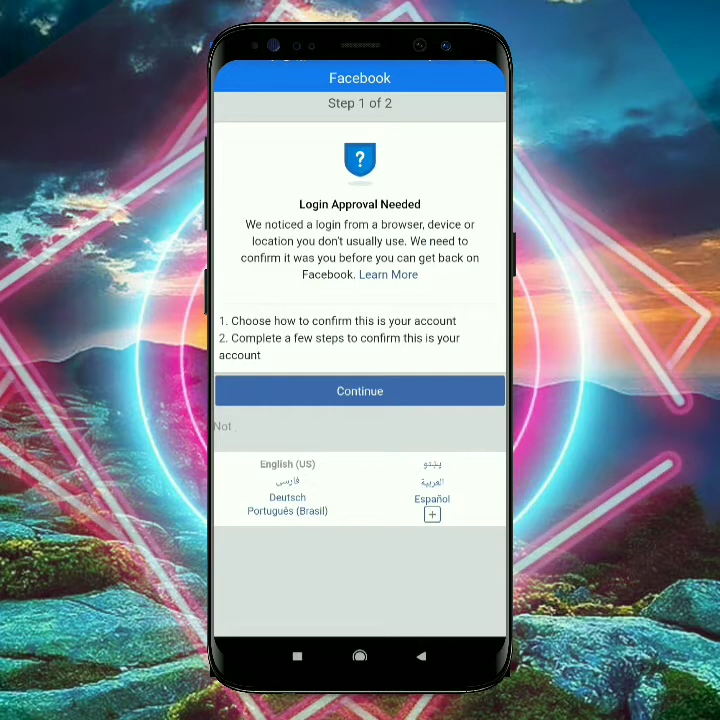 Facebook
Step 1 of 2
?
Login Approval Needed
We noticed a login from a browser, device or
location you don't usually use. We need to
confirm it was you before you can get back on
Facebook. Learn More
1. Choose how to confirm this is your account
2. Complete a few steps to confirm this is your
account
Continue
Not
English (US)
پښتو
فارسی
العربية
Deutsch
Español
Português (Brasil)
+